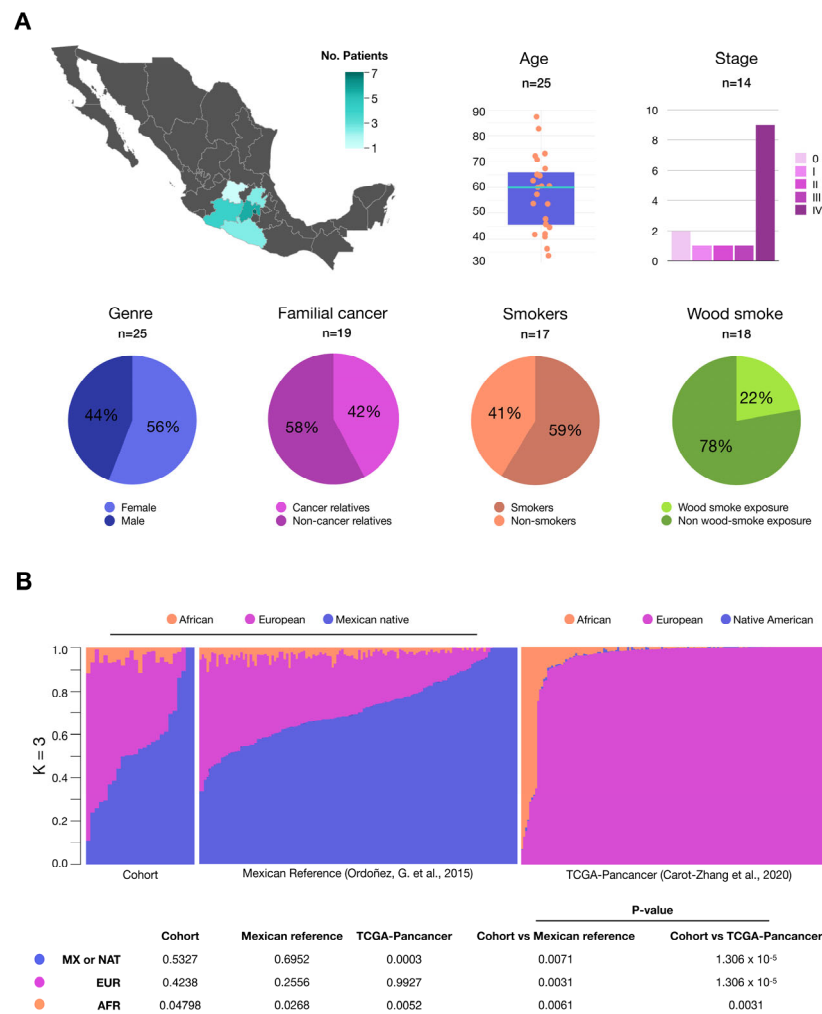 A
No. Patients
7
5
3
1
Age
n=25
90
80
70
60
50
40
30
Stage
n=14
10
8
6
4
2
0
0
I
II
III
IV
Genre
n=25
44%
56%
Female
Male
Familial cancer
n=19
58%
42%
Cancer relatives
Non-cancer relatives
Smokers
n=17
41%
59%
Smokers
Non-smokers
Wood smoke
n=18
22%
78%
Wood smoke exposure
Non wood-smoke exposure
B
African European Mexican native
African European Native American
K = 3
1.0
0.8
0.6
0.4
0.2
0.0
Cohort
Mexican Reference (Ordoñez, G. et al., 2015)
TCGA-Pancancer (Carot-Zhang et al., 2020)
P-value
Cohort Mexican reference TCGA-Pancancer Cohort vs Mexican reference Cohort vs TCGA-Pancancer
MX or NAT 0.5327 0.6952 0.0003 0.0071 1.306 x 10-5
EUR 0.4238 0.2556 0.9927 0.0031 1.306 x 10-5
AFR 0.04798 0.0268 0.0052 0.0061 0.0031